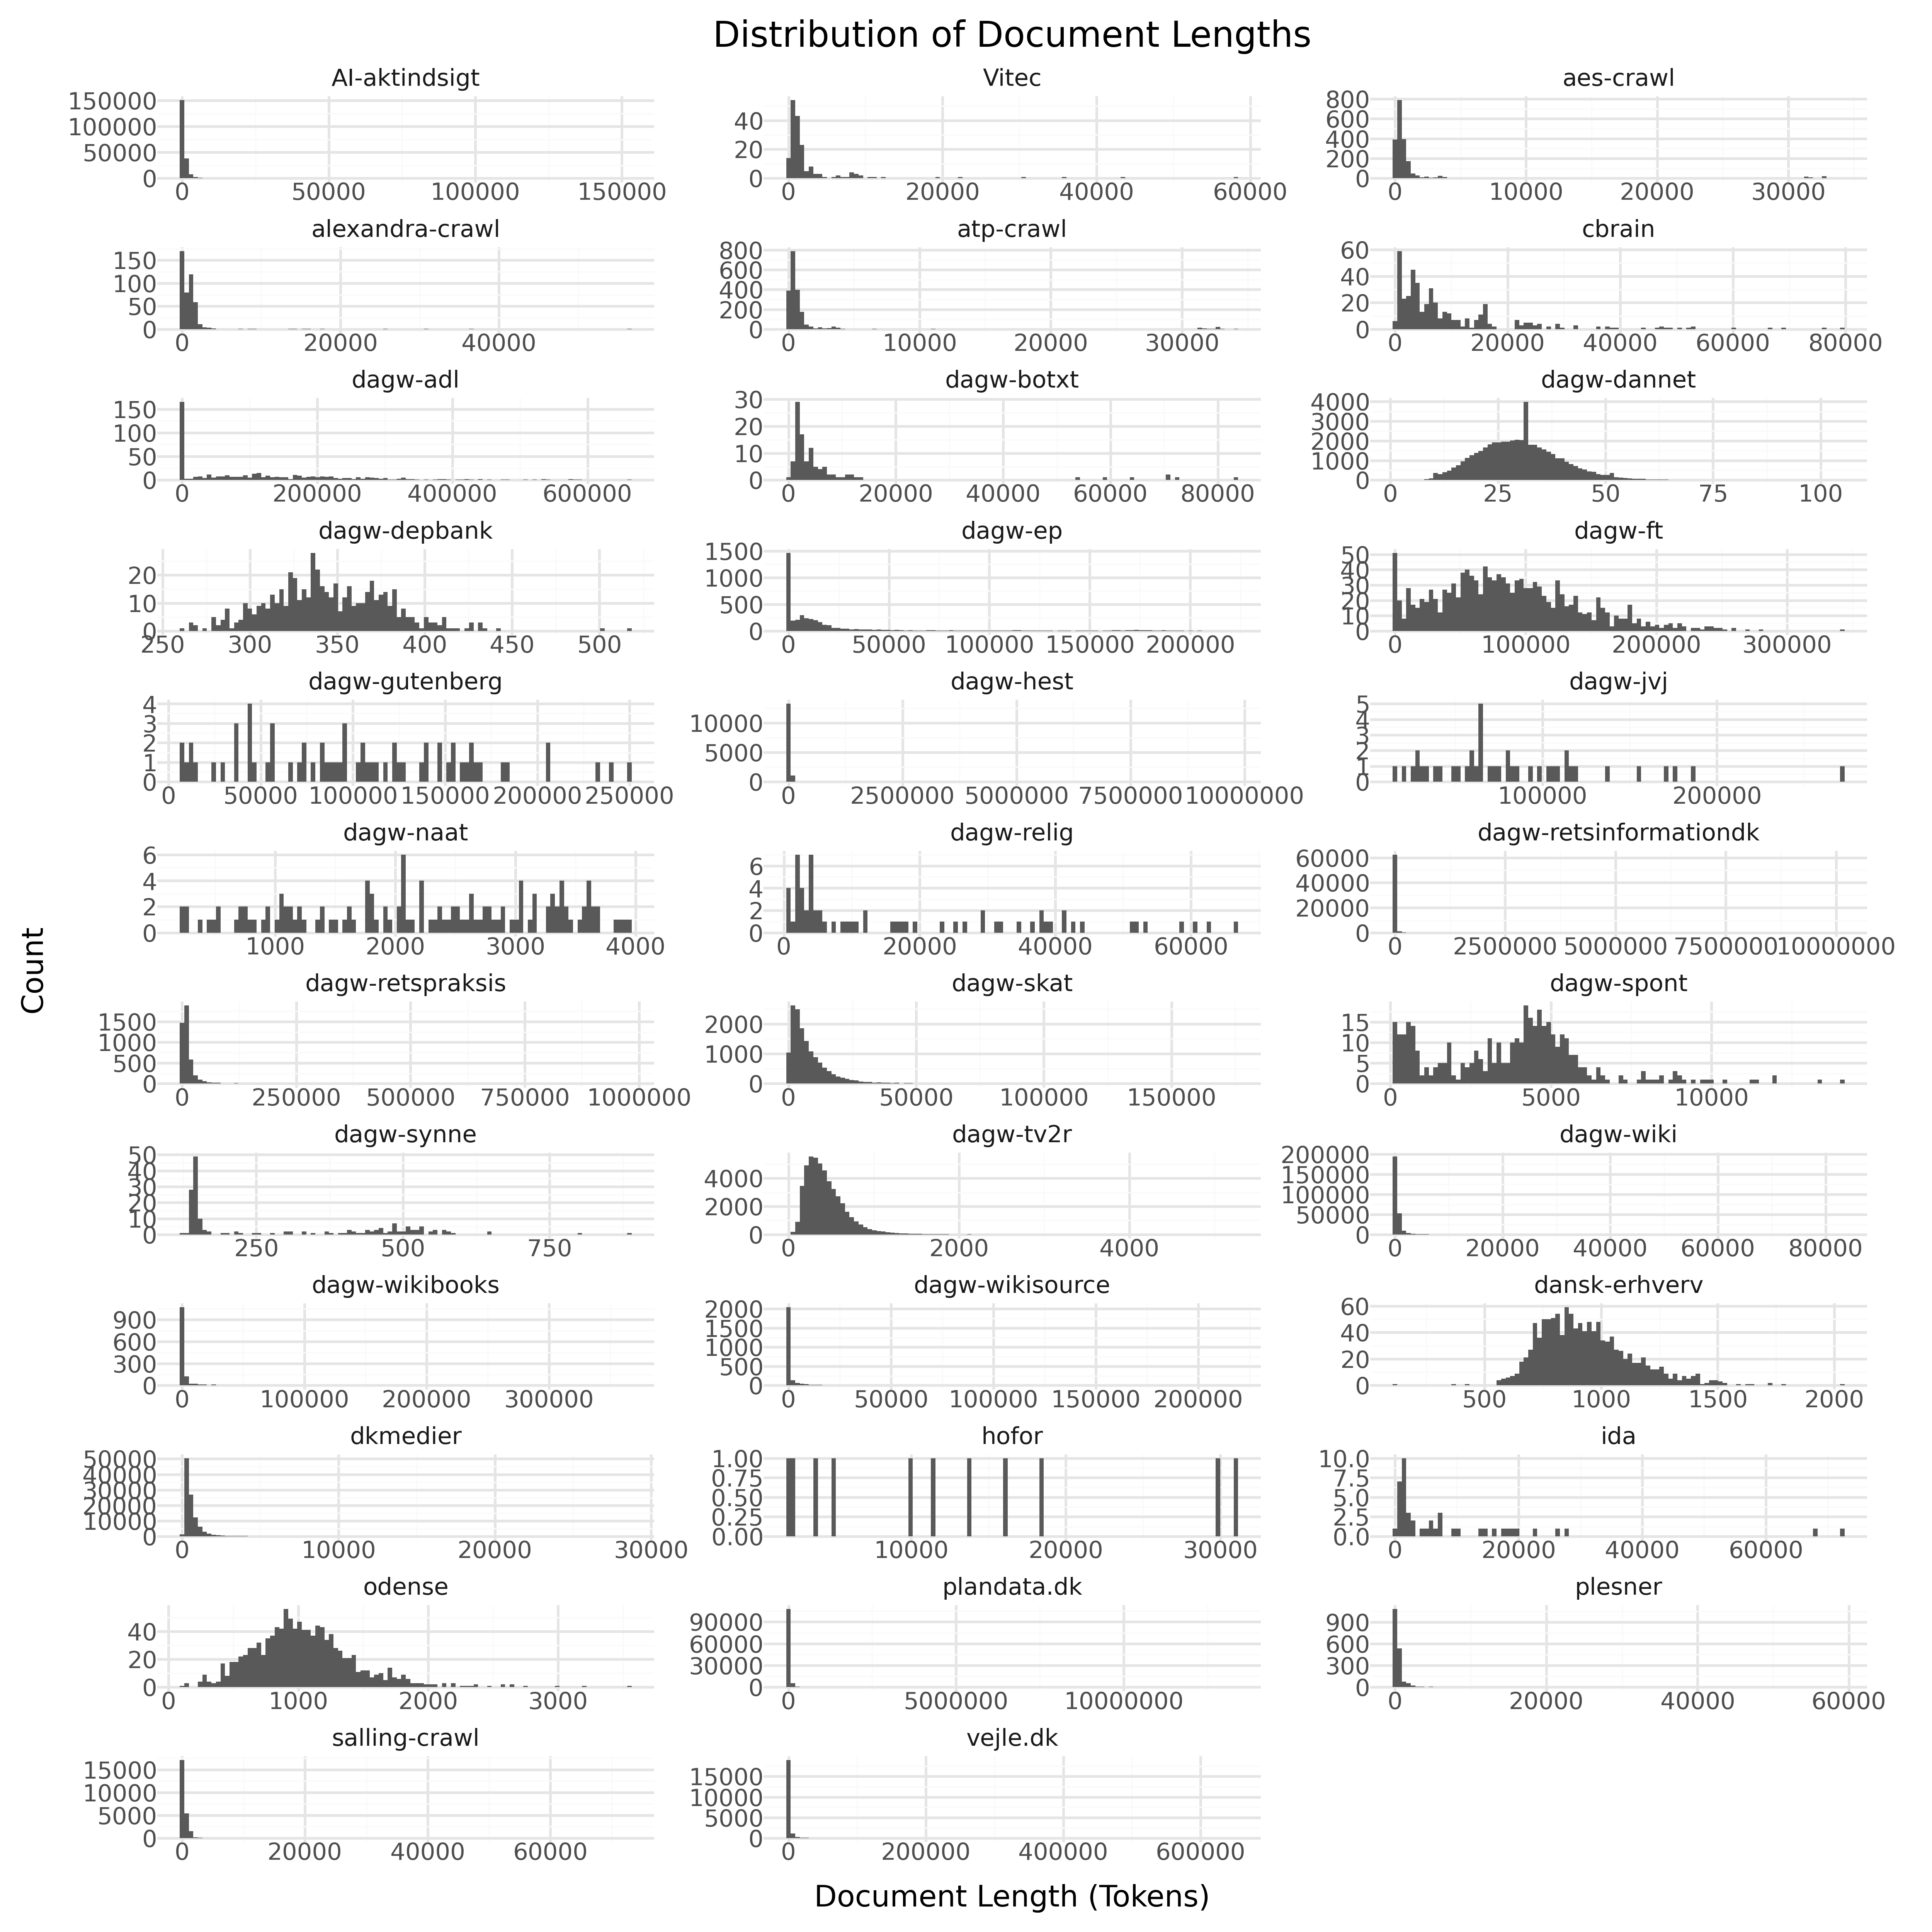 Distribution of Document Lengths
AI-aktindsigt Vitec aes-crawl
150000 100000 50000 0
0 50000 100000 150000
40 20 0
0 20000 40000 60000
800 600 400 200 0
0 10000 20000 30000
alexandra-crawl atp-crawl cbrain
150 100 50 0
0 20000 40000
800 600 400 200 0
0 10000 20000 30000
60 40 20 0
0 20000 40000 60000 80000
dagw-adl dagw-botxt dagw-dannet
150 100 50 0
0 200000 400000 600000
30 20 10 0
0 20000 40000 60000 80000
4000 3000 2000 1000 0
0 25 50 75 100
dagw-depbank dagw-ep dagw-ft
20 10 0
250 300 350 400 450 500
1500 1000 500 0
0 50000 100000 150000 200000
50 40 30 20 10 0
0 100000 200000 300000
dagw-gutenberg dagw-hest dagw-jvj
4 3 2 1 0
0 50000 100000 150000 200000 250000
10000 5000 0
0 2500000 5000000 7500000 10000000
5 4 3 2 1 0
100000 200000
dagw-naat dagw-relig dagw-retsinformationdk
6 4 2 0
1000 2000 3000 4000
6 4 2 0
0 20000 40000 60000
60000 40000 20000 0
0 2500000 5000000 7500000 10000000
Count
dagw-retspraksis dagw-skat dagw-spont
1500 1000 500 0
0 250000 500000 750000 1000000
2000 1000 0
0 50000 100000 150000
15 10 5 0
0 5000 10000
dagw-synne dagw-tv2r dagw-wiki
50 40 30 20 10 0
250 500 750
4000 2000 0
0 2000 4000
200000 150000 100000 50000 0
0 20000 40000 60000 80000
dagw-wikibooks dagw-wikisource dansk-erhverv
900 600 300 0
0 100000 200000 300000
2000 1500 1000 500 0
0 50000 100000 150000 200000
60 40 20 0
500 1000 1500 2000
dkmedier hofor ida
50000 40000 30000 20000 10000 0
0 10000 20000 30000
1.00 0.75 0.50 0.25 0.00
10000 20000 30000
10.0 7.5 5.0 2.5 0.0
0 20000 40000 60000
odense plandata.dk plesner
40 20 0
0 1000 2000 3000
90000 60000 30000 0
0 5000000 10000000
900 600 300 0
0 20000 40000 60000
salling-crawl vejle.dk
15000 10000 5000 0
0 20000 40000 60000
15000 10000 5000 0
0 200000 400000 600000
Document Length (Tokens)